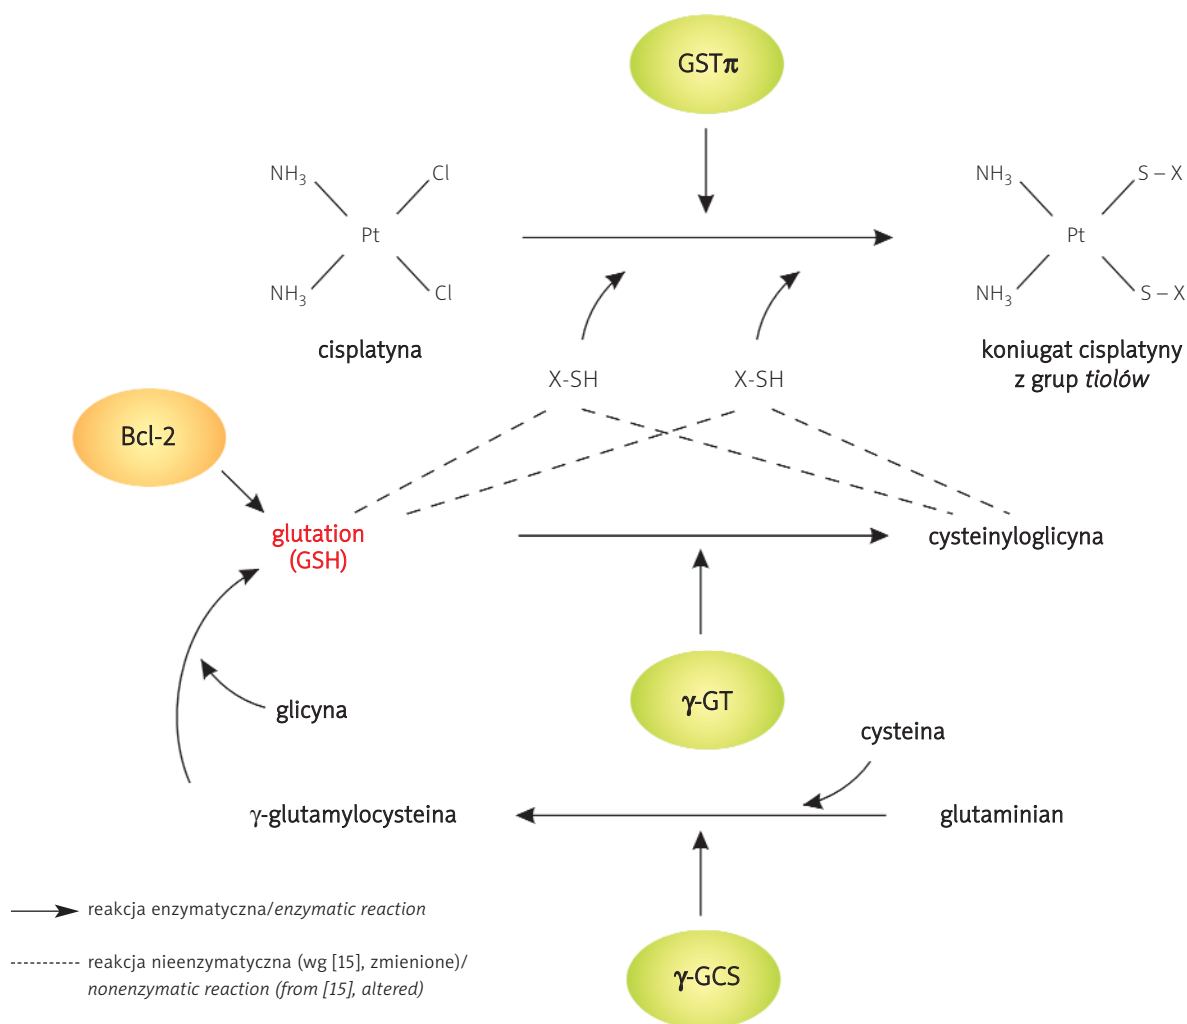 GSTπ
NH3
Cl
Pt
NH3
Cl
cisplatyna
NH3
S – X
Pt
NH3
S – X
koniugat cisplatyny
z grup tiolów
X-SH
X-SH
Bcl-2
glutation
(GSH)
cysteinyloglicyna
glicyna
γ-GT
cysteina
γ-glutamylocysteina
glutaminian
γ-GCS
reakcja enzymatyczna/enzymatic reaction
reakcja nieenzymatyczna (wg [15], zmienione)/
nonenzymatic reaction (from [15], altered)